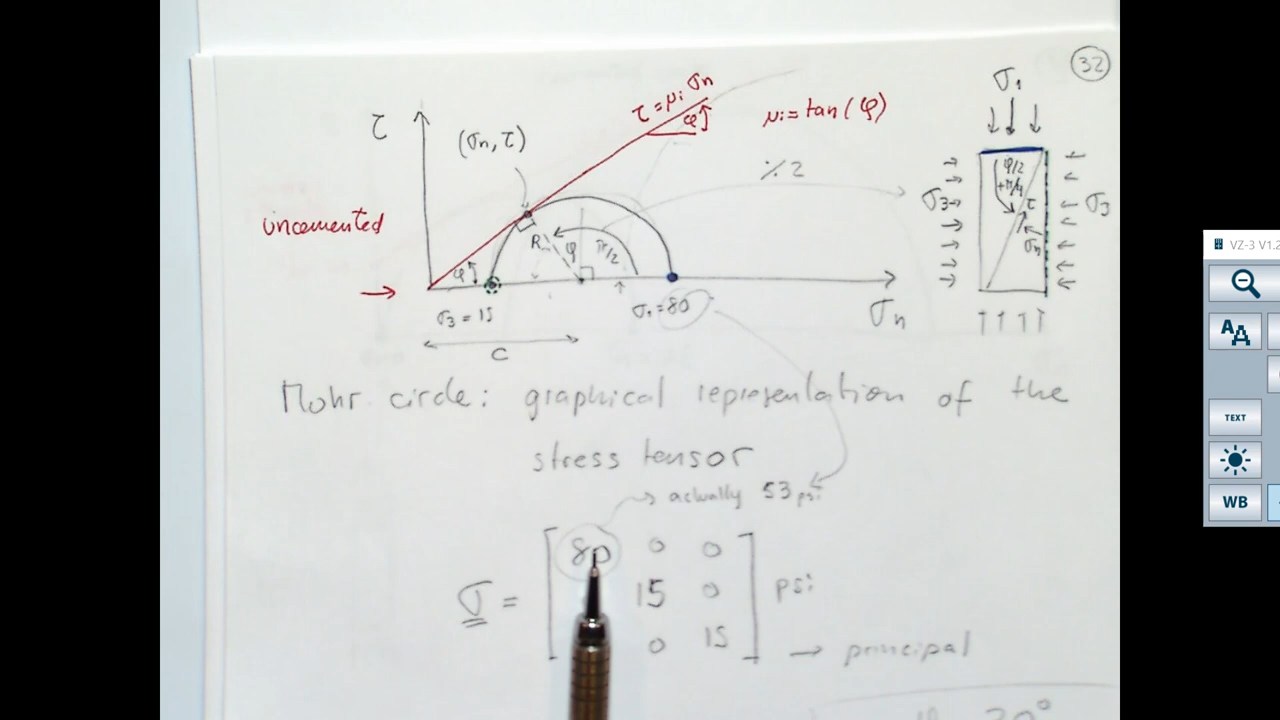 32
τ
(σn, τ)
τ = μi σn
φ
μi = tan(φ)
σ1
÷2
φ/2
+π/4
τ
σn
σ3
σ3
uncemented
φ
R
φ
π/2
σ3 = 15
σ1 = 80
σn
C
Mohr circle: graphical representation of the
stress tensor
→ actually 53 psi
σ = [80 0 0
15 0 psi
0 15] → principal
VZ-3 V1.2
AA
TEXT
WB